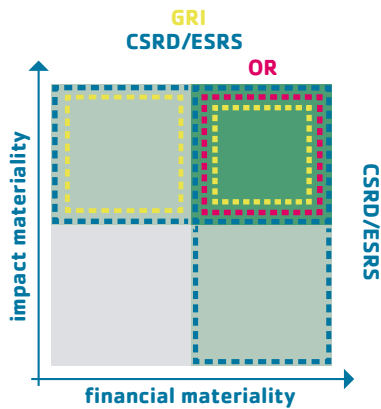 GRI
CSRD/ESRS
OR
impact materiality
CSRD/ESRS
financial materiality